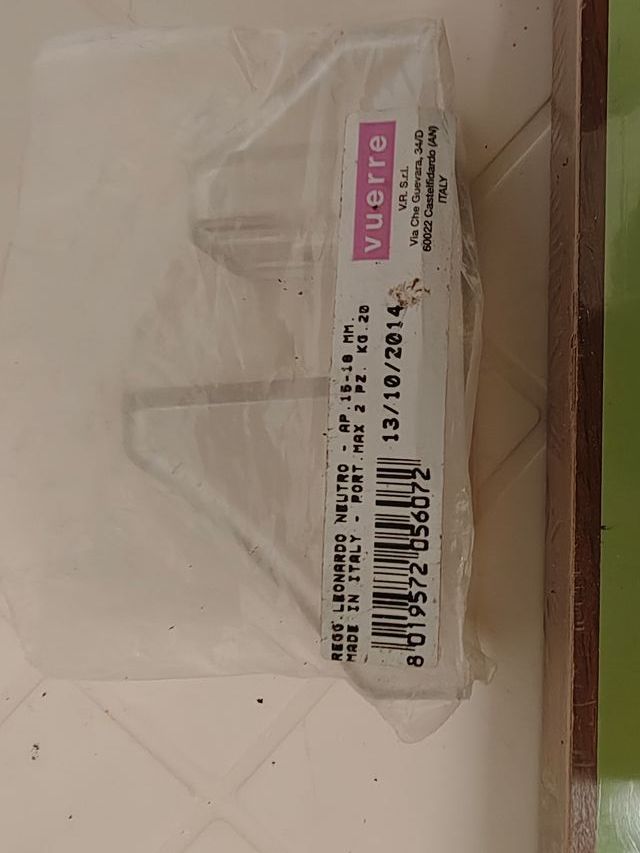 vuerre
V.R. S.r.l.
Via Che Guevara, 34/D
60022 Castelfidardo (AN)
ITALY
REGG.LEONARDO NEUTRO - AP.15-18 MM.
MADE IN ITALY - PORT.MAX 2 PZ. KG.20
13/10/2014
8 019572 056072